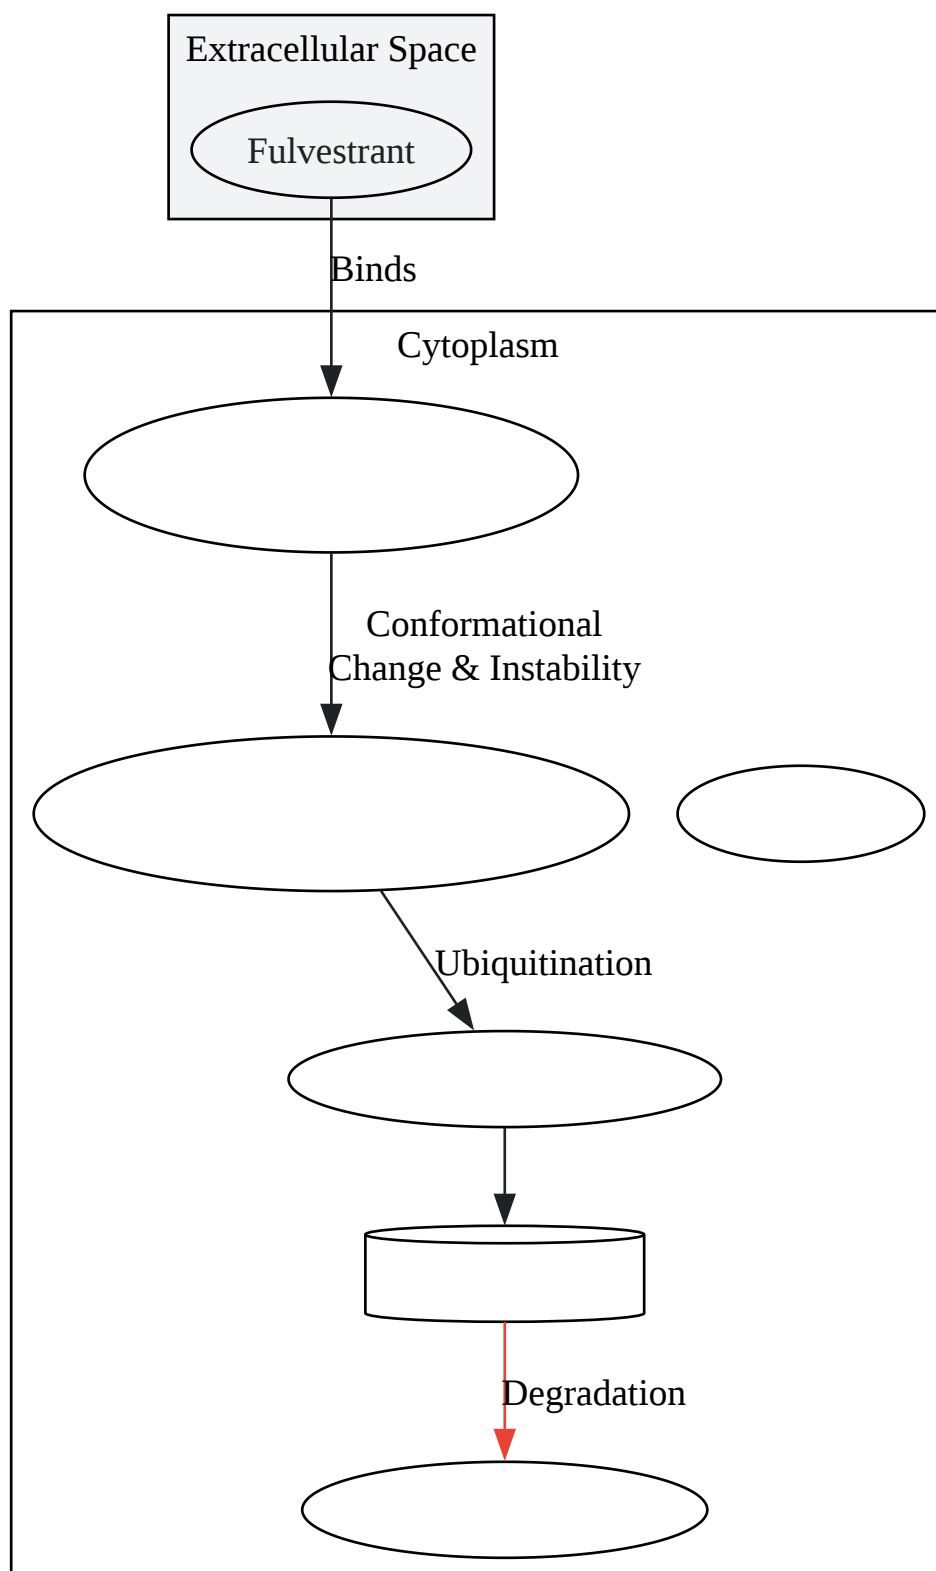 Extracellular Space
Fulvestrant
Binds
Cytoplasm
Conformational
Change & Instability
Ubiquitination
Degradation